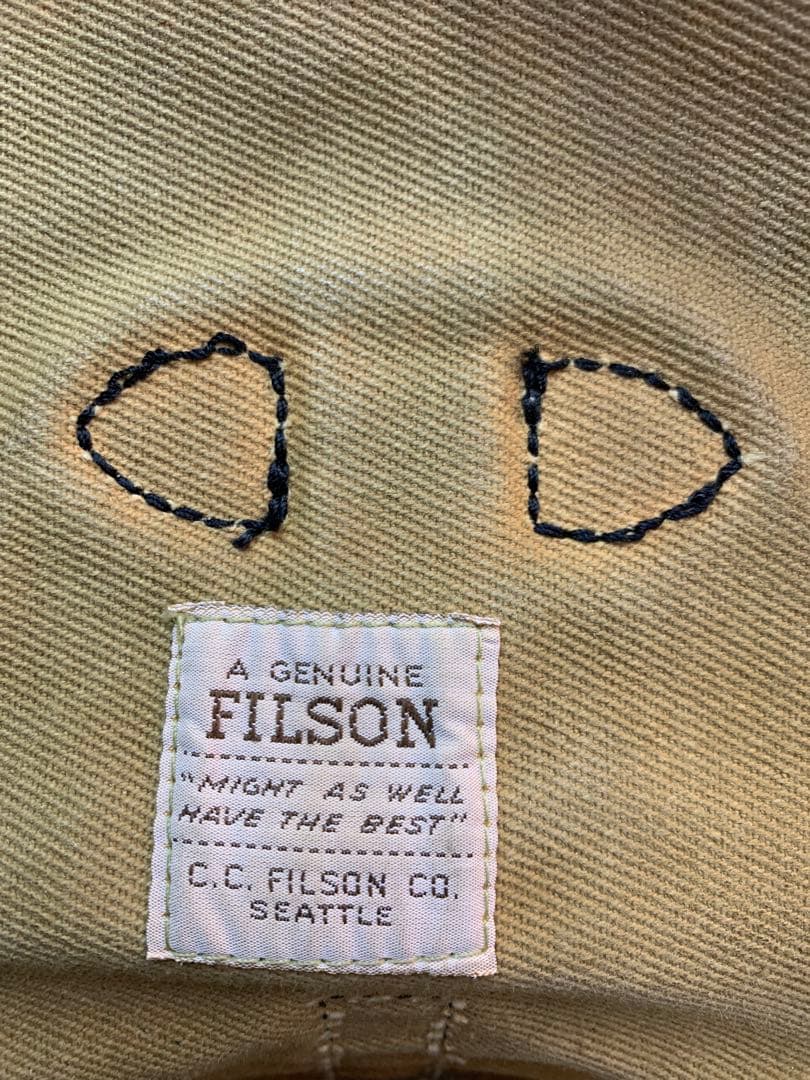 A GENUINE
FILSON
"MIGHT AS WELL
HAVE THE BEST"
C.C. FILSON CO.
SEATTLE